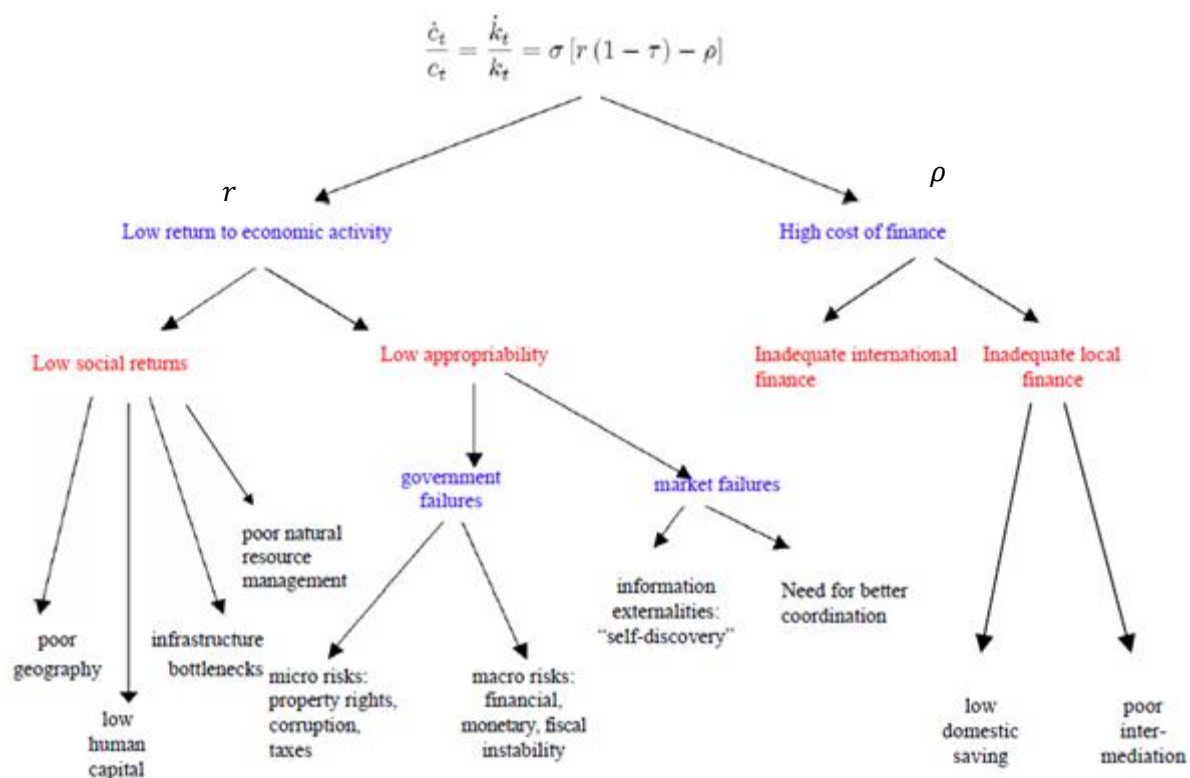 ċₜ/cₜ = k̇ₜ/kₜ = σ [r (1 − τ) − ρ]
r
ρ
Low return to economic activity
High cost of finance
Low social returns
Low appropriability
Inadequate international
finance
Inadequate local
finance
government
failures
market failures
poor natural
resource
management
information
externalities:
“self-discovery”
Need for better
coordination
poor
geography
infrastructure
bottlenecks
micro risks:
property rights,
corruption,
taxes
macro risks:
financial,
monetary, fiscal
instability
low
human
capital
low
domestic
saving
poor
inter-
mediation